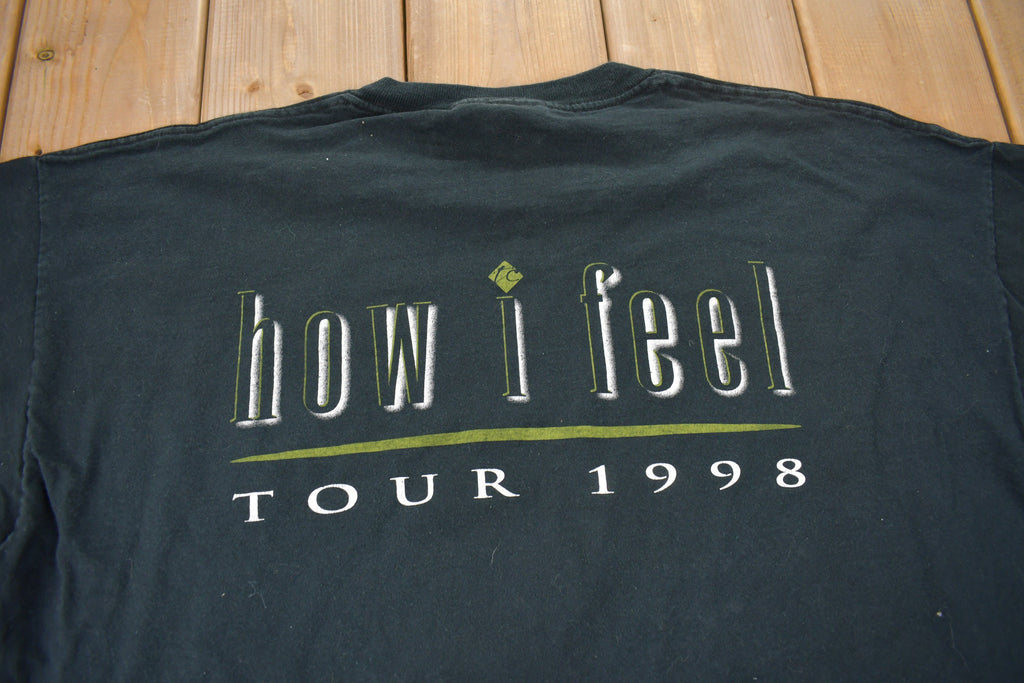 tc
how i feel
TOUR 1998